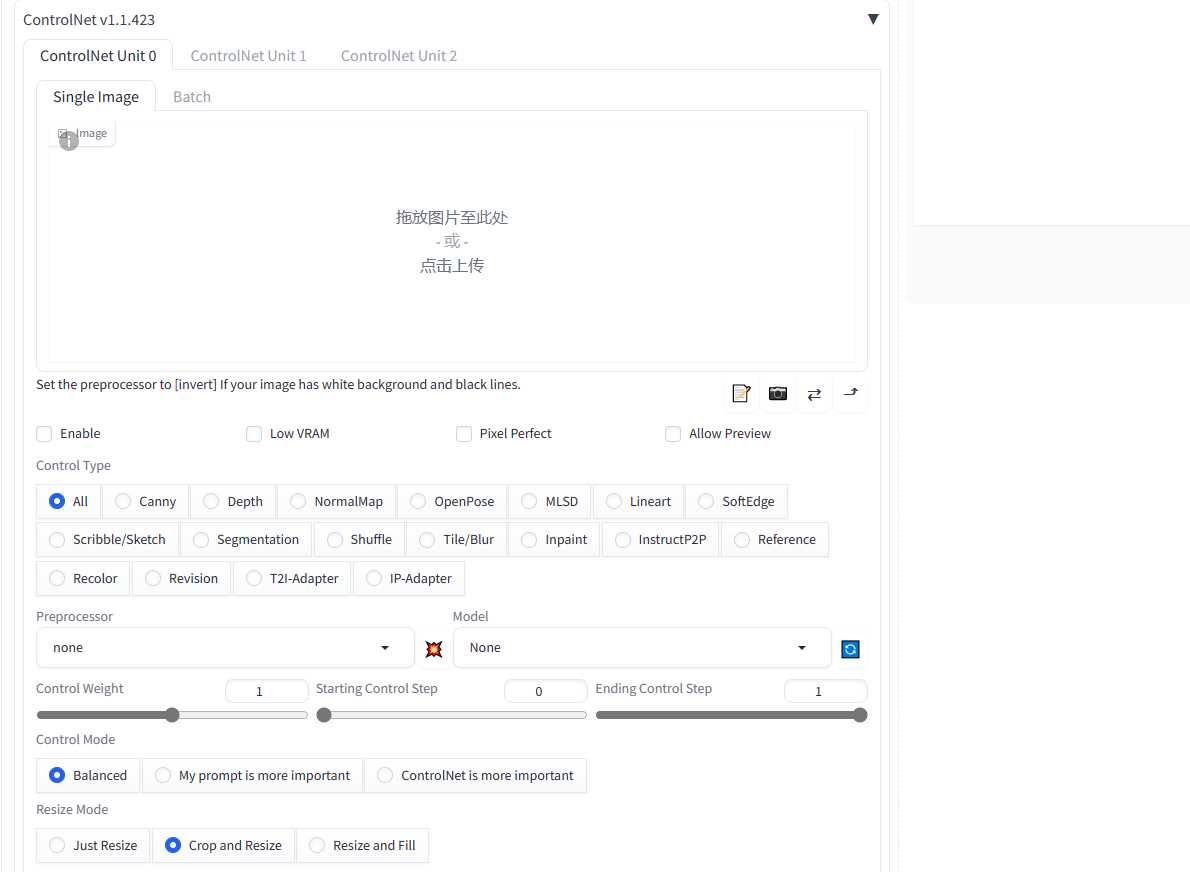 ControlNet v1.1.423 ▼
ControlNet Unit 0 ControlNet Unit 1 ControlNet Unit 2
Single Image Batch
Image
拖放图片至此处
- 或 -
点击上传
Set the preprocessor to [invert] If your image has white background and black lines.
Enable Low VRAM Pixel Perfect Allow Preview
Control Type
All Canny Depth NormalMap OpenPose MLSD Lineart SoftEdge
Scribble/Sketch Segmentation Shuffle Tile/Blur Inpaint InstructP2P Reference
Recolor Revision T2I-Adapter IP-Adapter
Preprocessor Model
none None
Control Weight 1 Starting Control Step 0 Ending Control Step 1
Control Mode
Balanced My prompt is more important ControlNet is more important
Resize Mode
Just Resize Crop and Resize Resize and Fill